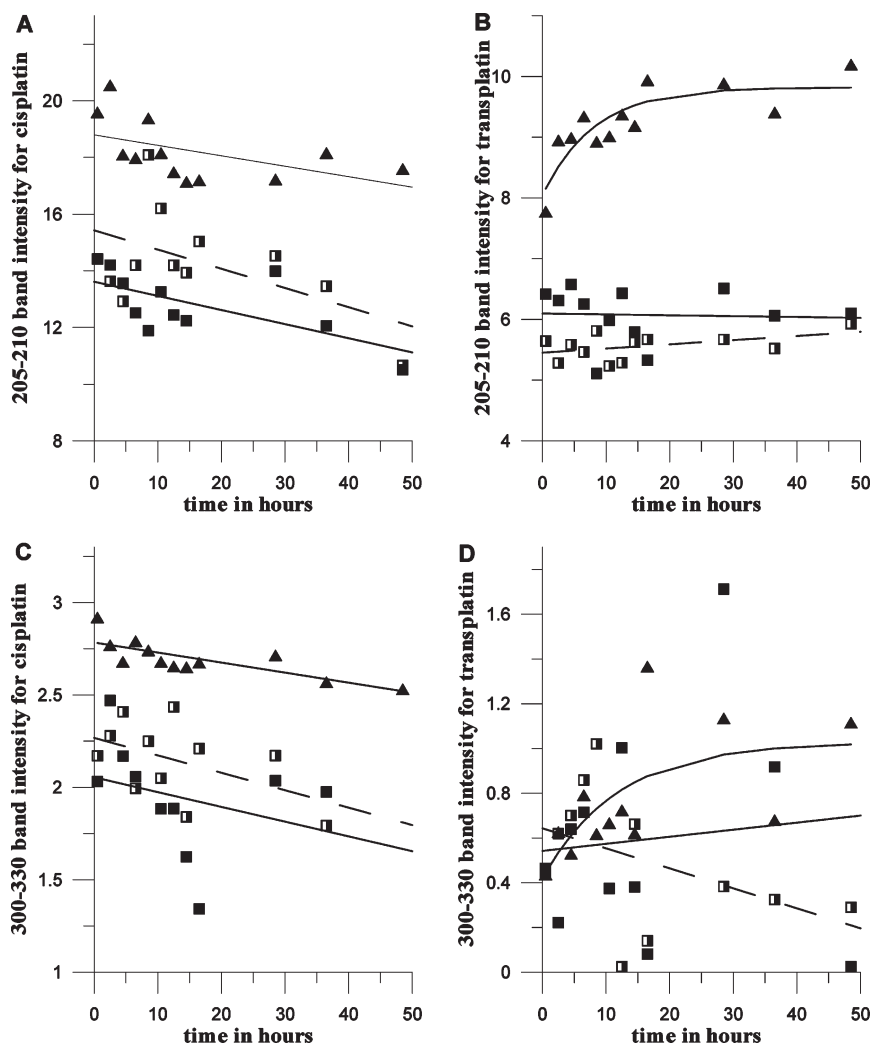 A
205-210 band intensity for cisplatin
20
16
12
8
0 10 20 30 40 50
time in hours
B
205-210 band intensity for transplatin
10
8
6
4
0 10 20 30 40 50
time in hours
C
300-330 band intensity for cisplatin
3
2.5
2
1.5
1
0 10 20 30 40 50
time in hours
D
300-330 band intensity for transplatin
1.6
1.2
0.8
0.4
0
0 10 20 30 40 50
time in hours